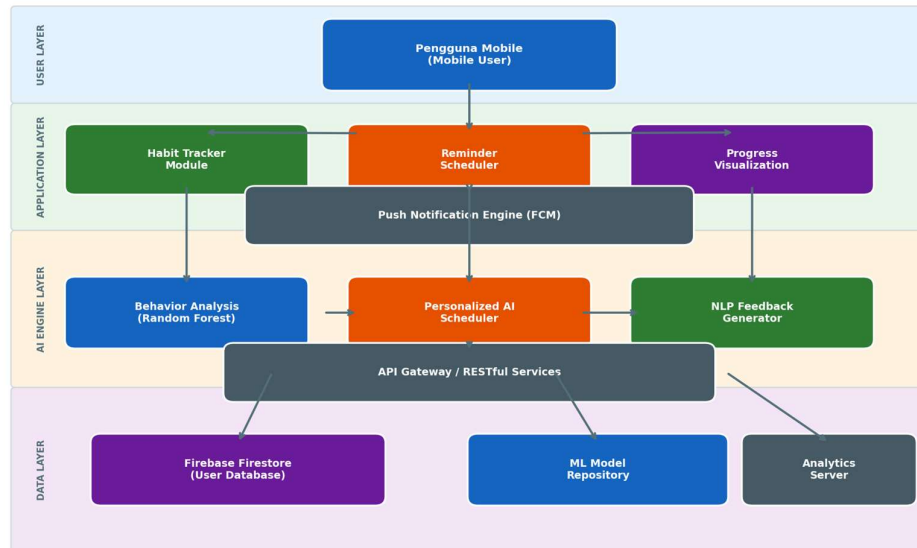 USER LAYER
Pengguna Mobile
(Mobile User)
APPLICATION LAYER
Habit Tracker
Module
Reminder
Scheduler
Progress
Visualization
Push Notification Engine (FCM)
AI ENGINE LAYER
Behavior Analysis
(Random Forest)
Personalized AI
Scheduler
NLP Feedback
Generator
API Gateway / RESTful Services
DATA LAYER
Firebase Firestore
(User Database)
ML Model
Repository
Analytics
Server